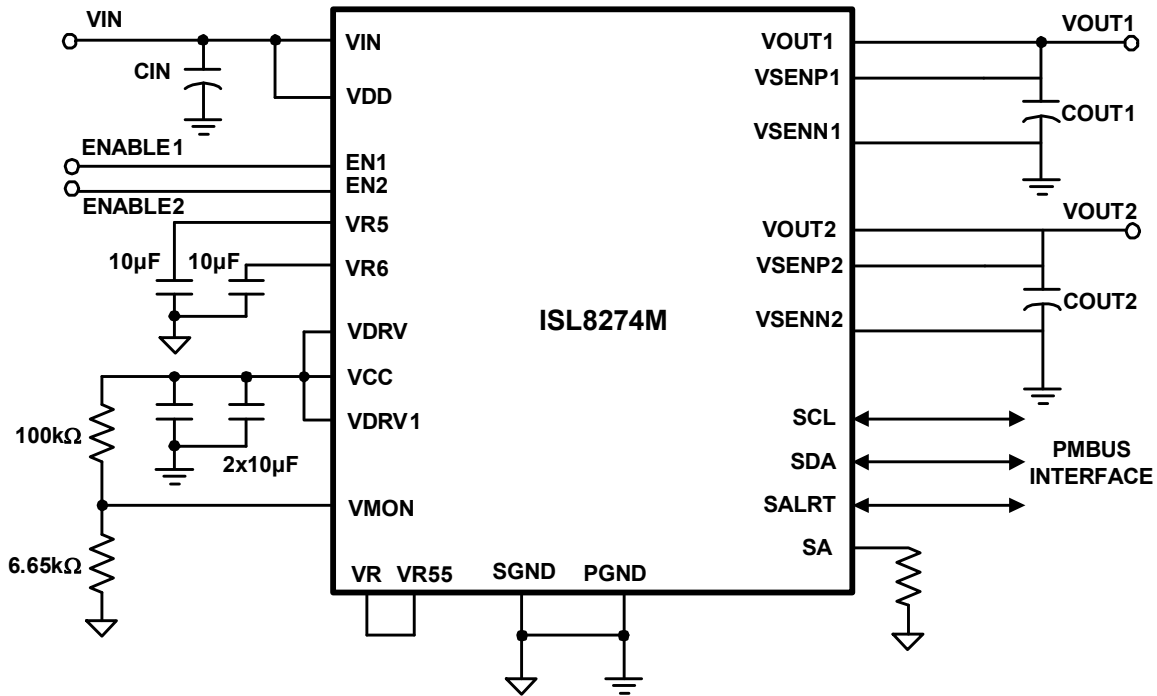 VIN
VIN
CIN
VDD
ENABLE1
EN1
EN2
ENABLE2
VR5
10µF 10µF
VR6
VDRV
VCC
VDRV1
100kΩ
2x10µF
VMON
6.65kΩ
VR VR55 SGND PGND
ISL8274M
VOUT1
VOUT1
VSENP1
COUT1
VSENN1
VOUT2
VOUT2
VSENP2
COUT2
VSENN2
SCL
SDA
PMBUS
INTERFACE
SALRT
SA